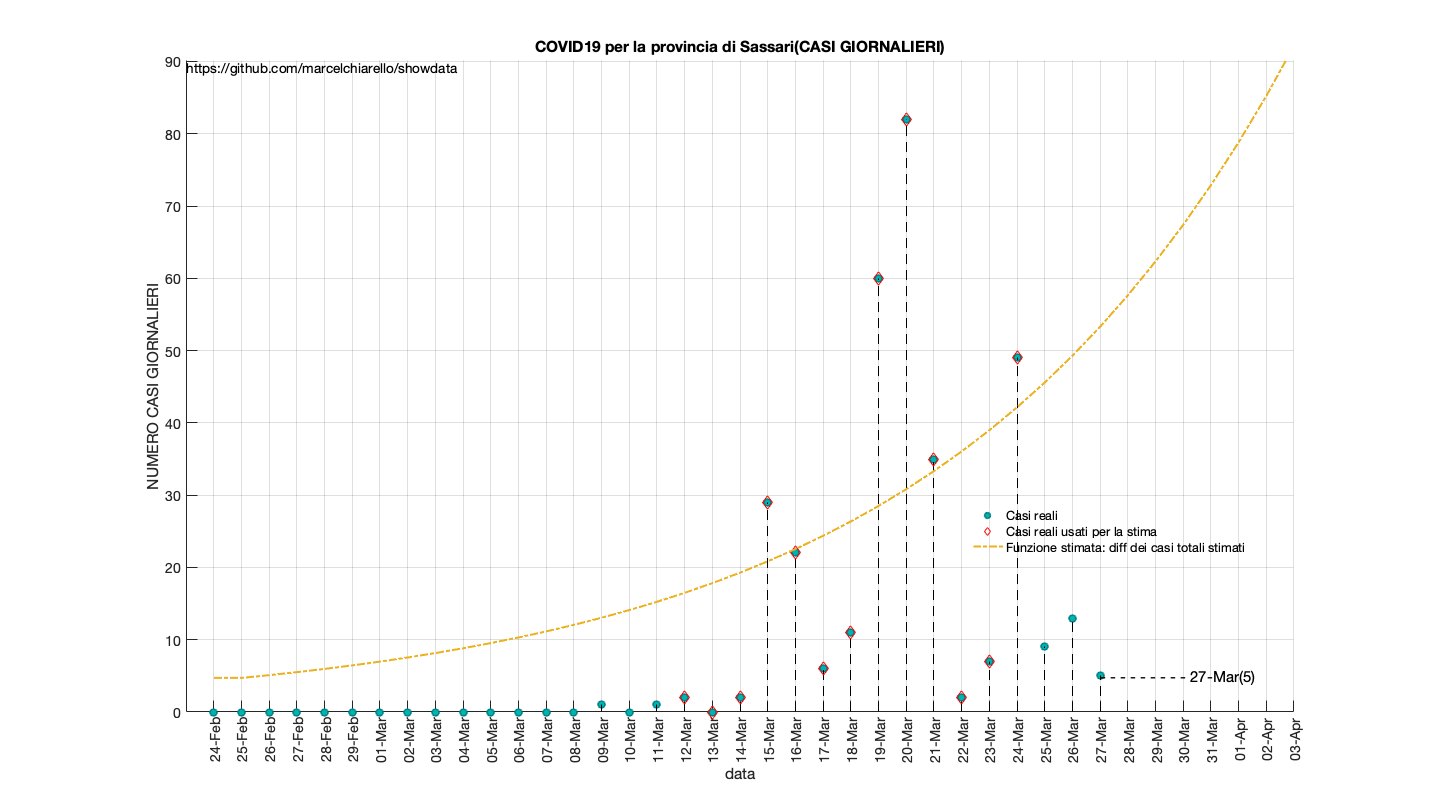 COVID19 per la provincia di Sassari(CASI GIORNALIERI)
https://github.com/marcelchiarello/showdata
NUMERO CASI GIORNALIERI
90
80
70
60
50
40
30
20
10
0
Casi reali
Casi reali usati per la stima
Funzione stimata: diff dei casi totali stimati
27-Mar(5)
24-Feb
25-Feb
26-Feb
27-Feb
28-Feb
29-Feb
01-Mar
02-Mar
03-Mar
04-Mar
05-Mar
06-Mar
07-Mar
08-Mar
09-Mar
10-Mar
11-Mar
12-Mar
13-Mar
14-Mar
15-Mar
16-Mar
17-Mar
18-Mar
19-Mar
20-Mar
21-Mar
22-Mar
23-Mar
24-Mar
25-Mar
26-Mar
27-Mar
28-Mar
29-Mar
30-Mar
31-Mar
01-Apr
02-Apr
03-Apr
data